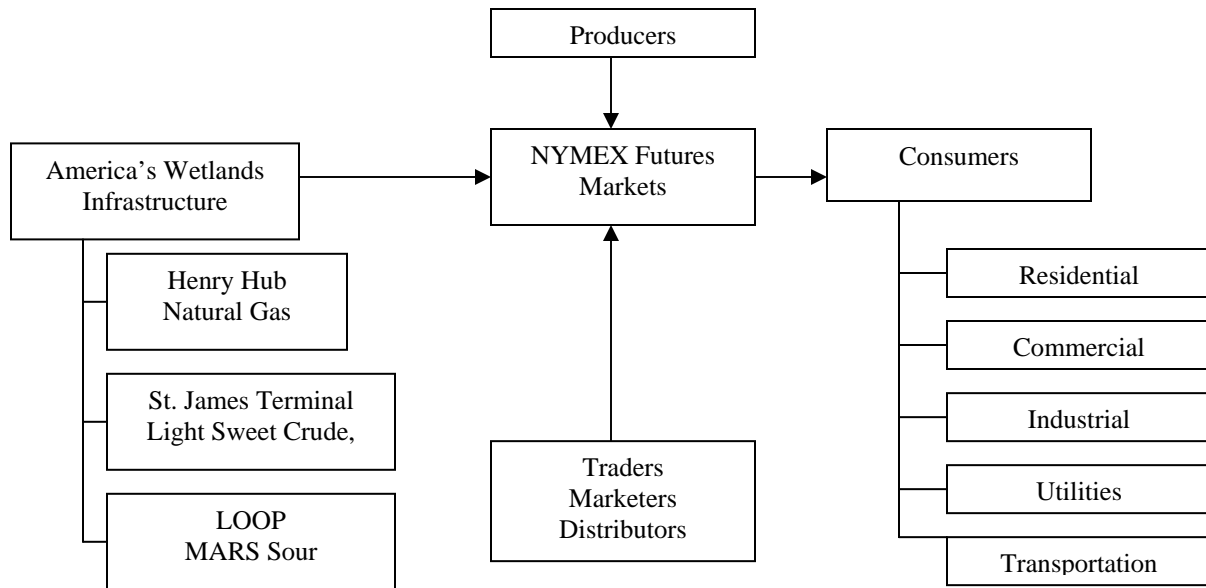 Producers
America’s Wetlands
Infrastructure
NYMEX Futures
Markets
Consumers
Henry Hub
Natural Gas
St. James Terminal
Light Sweet Crude,
LOOP
MARS Sour
Traders
Marketers
Distributors
Residential
Commercial
Industrial
Utilities
Transportation